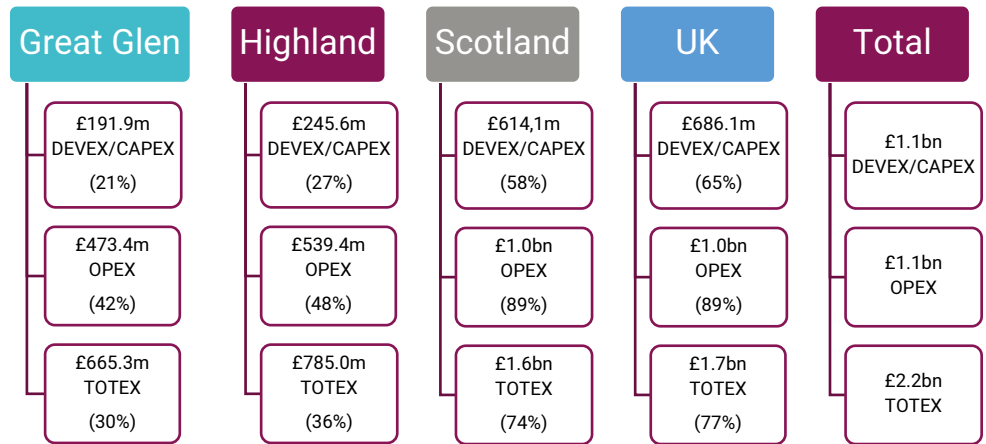 Great Glen
£191.9m
DEVEX/CAPEX
(21%)
£473.4m
OPEX
(42%)
£665.3m
TOTEX
(30%)
Highland
£245.6m
DEVEX/CAPEX
(27%)
£539.4m
OPEX
(48%)
£785.0m
TOTEX
(36%)
Scotland
£614,1m
DEVEX/CAPEX
(58%)
£1.0bn
OPEX
(89%)
£1.6bn
TOTEX
(74%)
UK
£686.1m
DEVEX/CAPEX
(65%)
£1.0bn
OPEX
(89%)
£1.7bn
TOTEX
(77%)
Total
£1.1bn
DEVEX/CAPEX
£1.1bn
OPEX
£2.2bn
TOTEX